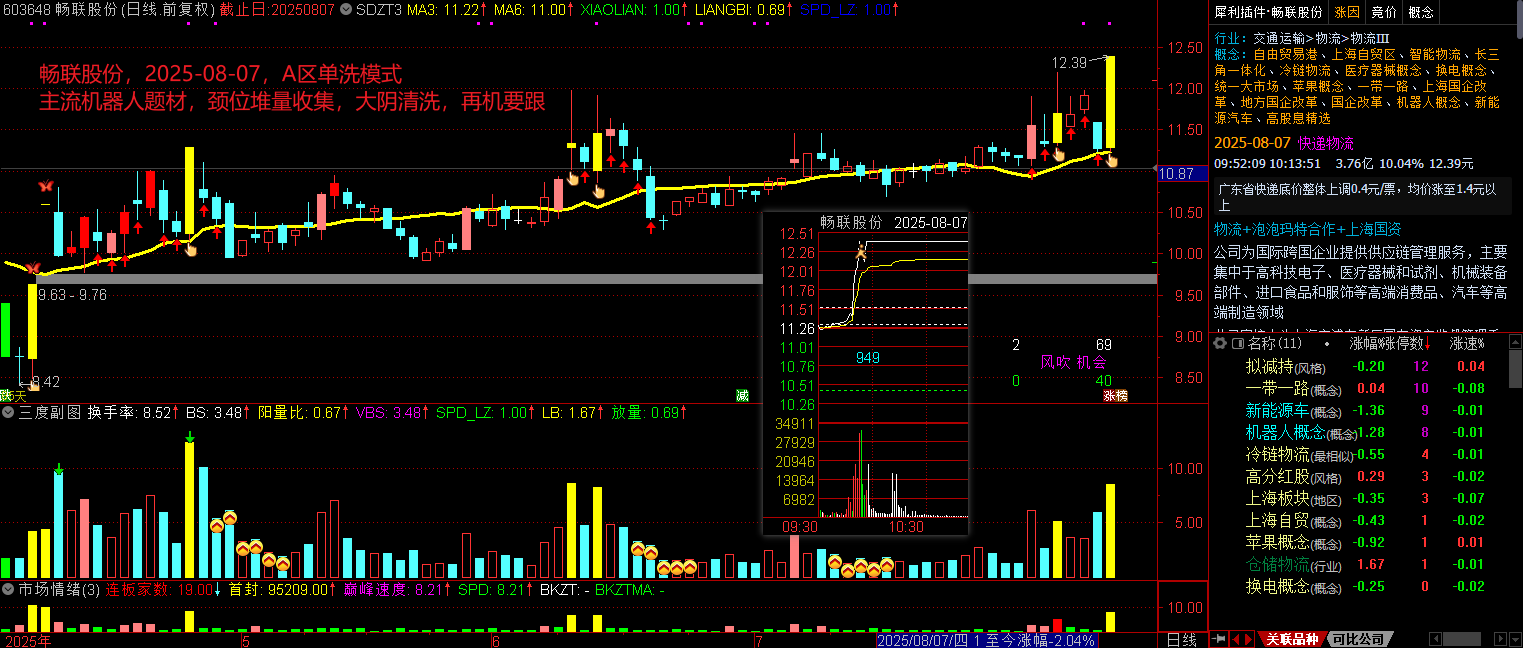 603648 畅联股份(日线 前复权) 截止日:20250807 SDZT3 MA3: 11.22↑ MA6: 11.00↑ XIAOLIAN: 1.00↑ LIANGBI: 0.69↑ SPD_LZ: 1.00↑
畅联股份，2025-08-07，A区单洗模式
主流机器人题材，颈位堆量收集，大阴清洗，再机要跟
12.39
12.50
12.00
11.50
10.87
10.50
10.00
9.50
9.00
8.50
9.63 - 9.76
8.42
减
涨榜
2 69
风吹 机会
0 40
畅联股份 2025-08-07
12.51
12.26
12.01
11.76
11.51
11.26
11.01
10.76
10.51
10.26
949
34911
27929
20946
13964
6982
09:30 10:30
三度副图 换手率: 8.52↑ BS: 3.48↑ 阳量比: 0.67↑ VBS: 3.48↑ SPD_LZ: 1.00↑ LB: 1.67↑ 放量: 0.69↑
10.00
5.00
市场情绪(3) 连板家数: 19.00↓ 首封: 95209.00↑ 巅峰速度: 8.21↑ SPD: 8.21↑ BKZT: - BKZTMA: -
10.00
2025年 5 6 7 2025/08/07/四 1 至今涨幅-2.04% 日线
犀利插件·畅联股份 涨因 竞价 概念
行业: 交通运输>物流>物流Ⅲ
概念: 自由贸易港、上海自贸区、智能物流、长三
角一体化、冷链物流、医疗器械概念、换电概念、
统一大市场、苹果概念、一带一路、上海国企改
革、地方国企改革、国企改革、机器人概念、新能
源汽车、高股息精选
2025-08-07 快递物流
09:52:09 10:13:51 3.76亿 10.04% 12.39元
广东省快递底价整体上调0.4元/票，均价涨至1.4元以
上
物流+泡泡玛特合作+上海国资
公司为国际跨国企业提供供应链管理服务，主要
集中于高科技电子、医疗器械和试剂、机械装备
部件、进口食品和服饰等高端消费品、汽车等高
端制造领域
名称(11) • 涨幅% 涨停数↓ 涨速%
拟减持(风格) -0.20 12 0.04
一带一路(概念) 0.04 10 -0.08
新能源车(概念) -1.36 9 -0.01
机器人概念(概念) -1.28 8 -0.01
冷链物流(最相似) -0.55 4 -0.01
高分红股(风格) 0.29 3 -0.02
上海板块(地区) -0.35 3 -0.07
上海自贸(概念) -0.43 1 -0.02
苹果概念(概念) -0.92 1 0.01
仓储物流(行业) 1.67 1 -0.01
换电概念(概念) -0.25 0 -0.02
关联品种 可比公司